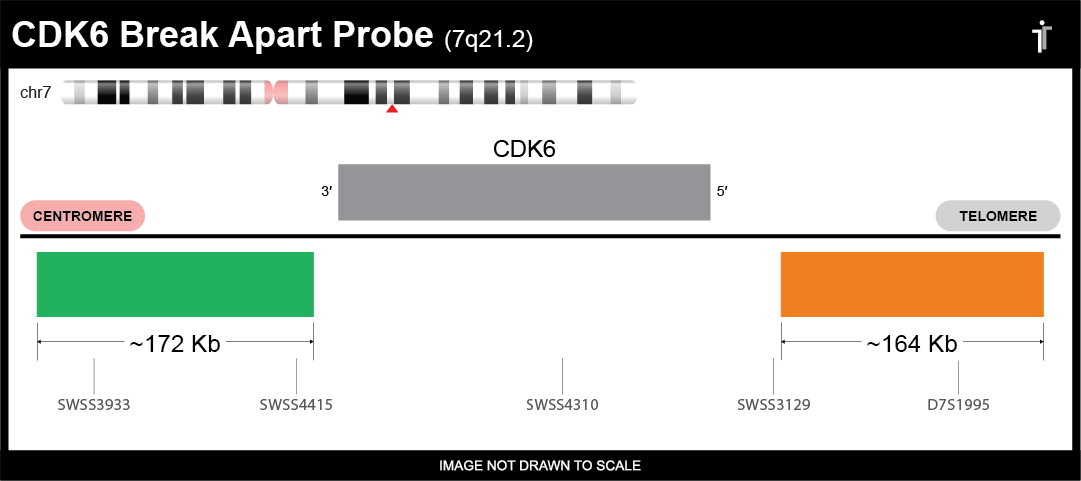 CDK6 Break Apart Probe (7q21.2)
chr7
CDK6
3′ 5′
CENTROMERE TELOMERE
~172 Kb ~164 Kb
SWSS3933 SWSS4415 SWSS4310 SWSS3129 D7S1995
IMAGE NOT DRAWN TO SCALE